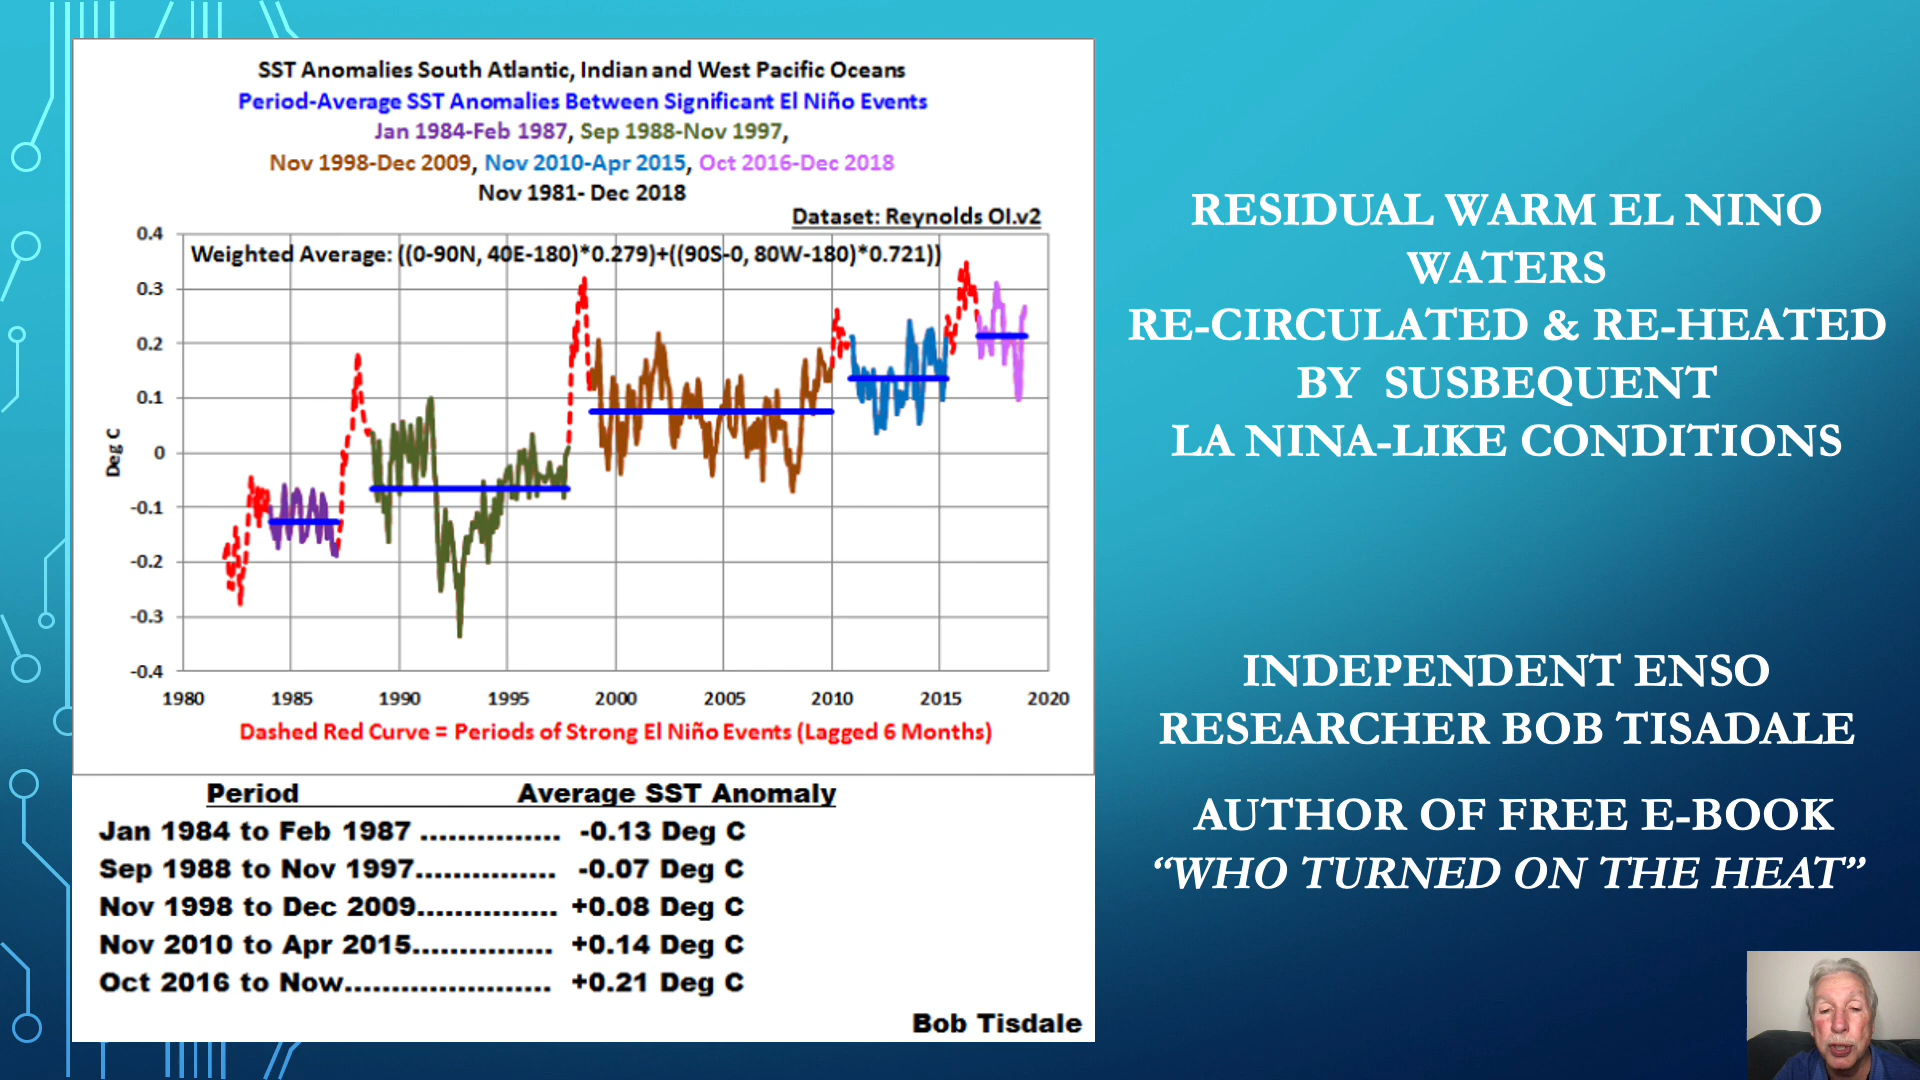 SST Anomalies South Atlantic, Indian and West Pacific Oceans
Period-Average SST Anomalies Between Significant El Niño Events
Jan 1984-Feb 1987, Sep 1988-Nov 1997,
Nov 1998-Dec 2009, Nov 2010-Apr 2015, Oct 2016-Dec 2018
Nov 1981- Dec 2018
Dataset: Reynolds OI.v2
Weighted Average: ((0-90N, 40E-180)*0.279)+((90S-0, 80W-180)*0.721))
0.4
0.3
0.2
0.1
0
-0.1
-0.2
-0.3
-0.4
Deg C
1980 1985 1990 1995 2000 2005 2010 2015 2020
Dashed Red Curve = Periods of Strong El Niño Events (Lagged 6 Months)
Period Average SST Anomaly
Jan 1984 to Feb 1987 ............... -0.13 Deg C
Sep 1988 to Nov 1997............... -0.07 Deg C
Nov 1998 to Dec 2009............... +0.08 Deg C
Nov 2010 to Apr 2015............... +0.14 Deg C
Oct 2016 to Now...................... +0.21 Deg C
Bob Tisdale
RESIDUAL WARM EL NINO
WATERS
RE-CIRCULATED & RE-HEATED
BY SUSBEQUENT
LA NINA-LIKE CONDITIONS
INDEPENDENT ENSO
RESEARCHER BOB TISADALE
AUTHOR OF FREE E-BOOK
“WHO TURNED ON THE HEAT”